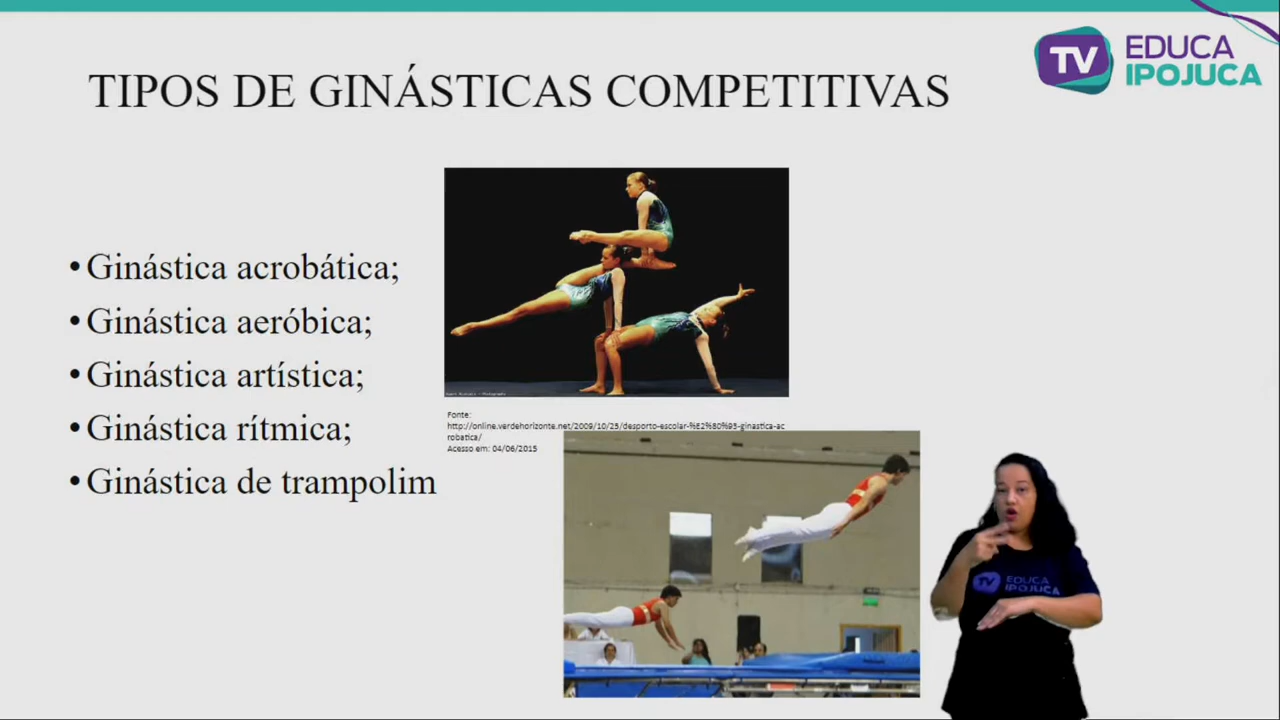 TIPOS DE GINÁSTICAS COMPETITIVAS
TV EDUCA
IPOJUCA
• Ginástica acrobática;
• Ginástica aeróbica;
• Ginástica artística;
• Ginástica rítmica;
• Ginástica de trampolim
Fonte:
http://online.verdehorizonte.net/2009/10/25/desporto-escolar-%E2%80%93-ginastica-ac
robatica/
Acesso em: 04/06/2015
TV EDUCA
IPOJUCA